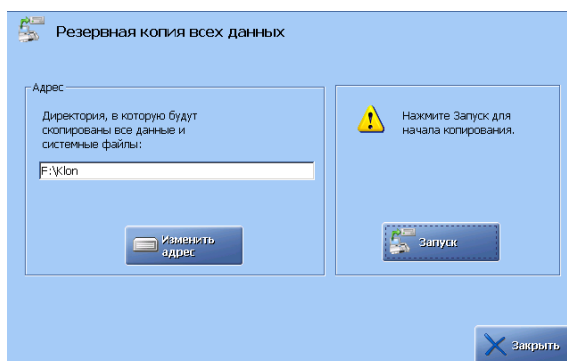 Резервная копия всех данных
Адрес
Директория, в которую будут
скопированы все данные и
системные файлы:
F:\Klon
Изменить
адрес
Нажмите Запуск для
начала копирования.
Запуск
Закрыть